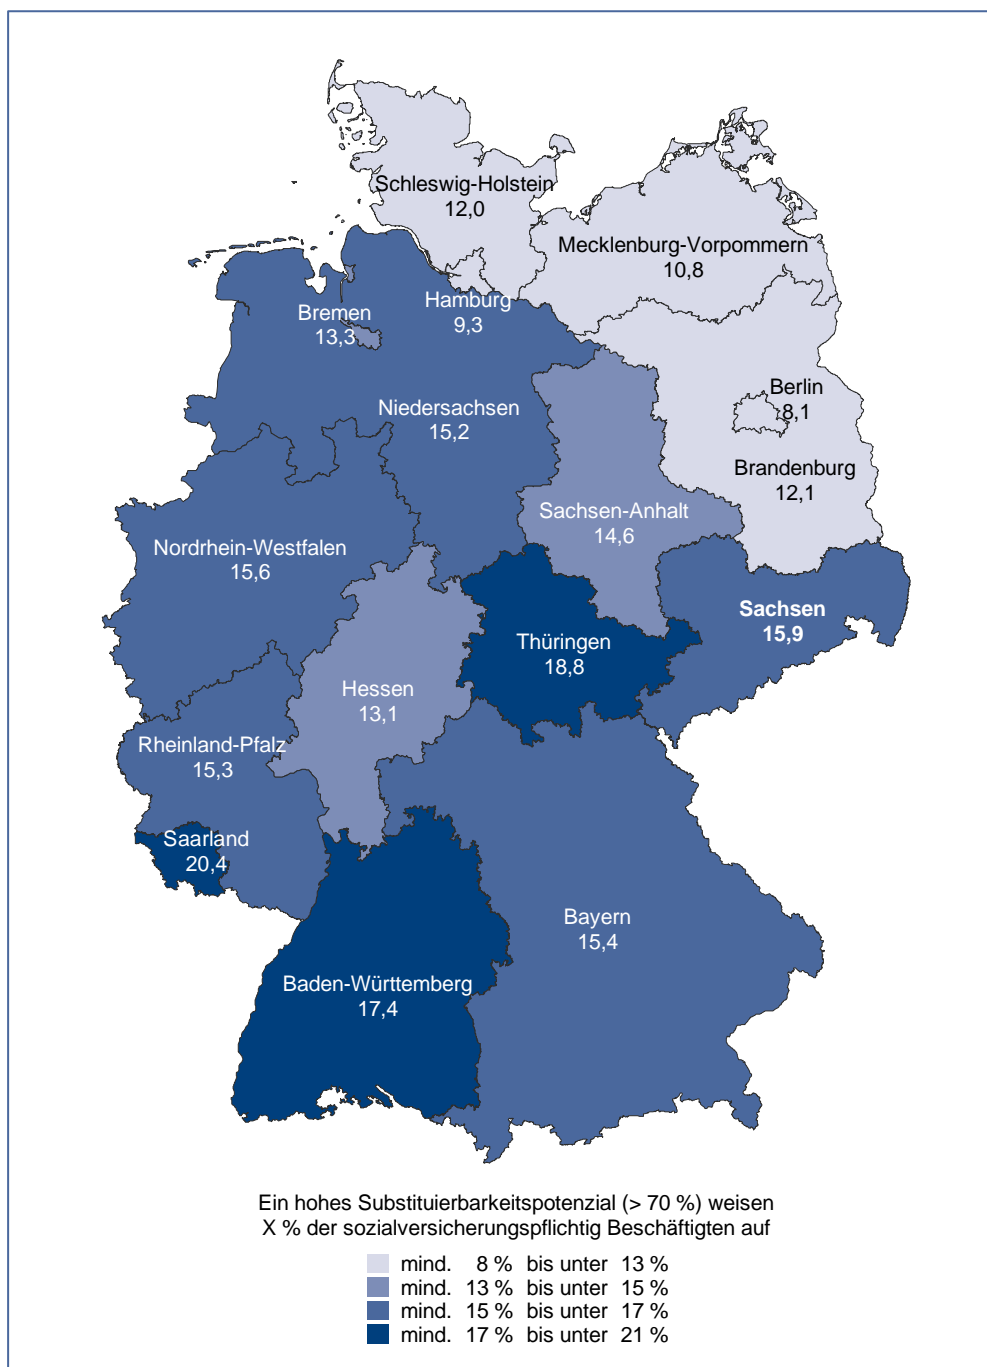 Schleswig-Holstein
12,0
Mecklenburg-Vorpommern
10,8
Hamburg
9,3
Bremen
13,3
Berlin
8,1
Niedersachsen
15,2
Brandenburg
12,1
Sachsen-Anhalt
14,6
Nordrhein-Westfalen
15,6
Sachsen
15,9
Thüringen
18,8
Hessen
13,1
Rheinland-Pfalz
15,3
Saarland
20,4
Bayern
15,4
Baden-Württemberg
17,4
Ein hohes Substituierbarkeitspotenzial (> 70 %) weisen
X % der sozialversicherungspflichtig Beschäftigten auf
mind. 8 % bis unter 13 %
mind. 13 % bis unter 15 %
mind. 15 % bis unter 17 %
mind. 17 % bis unter 21 %